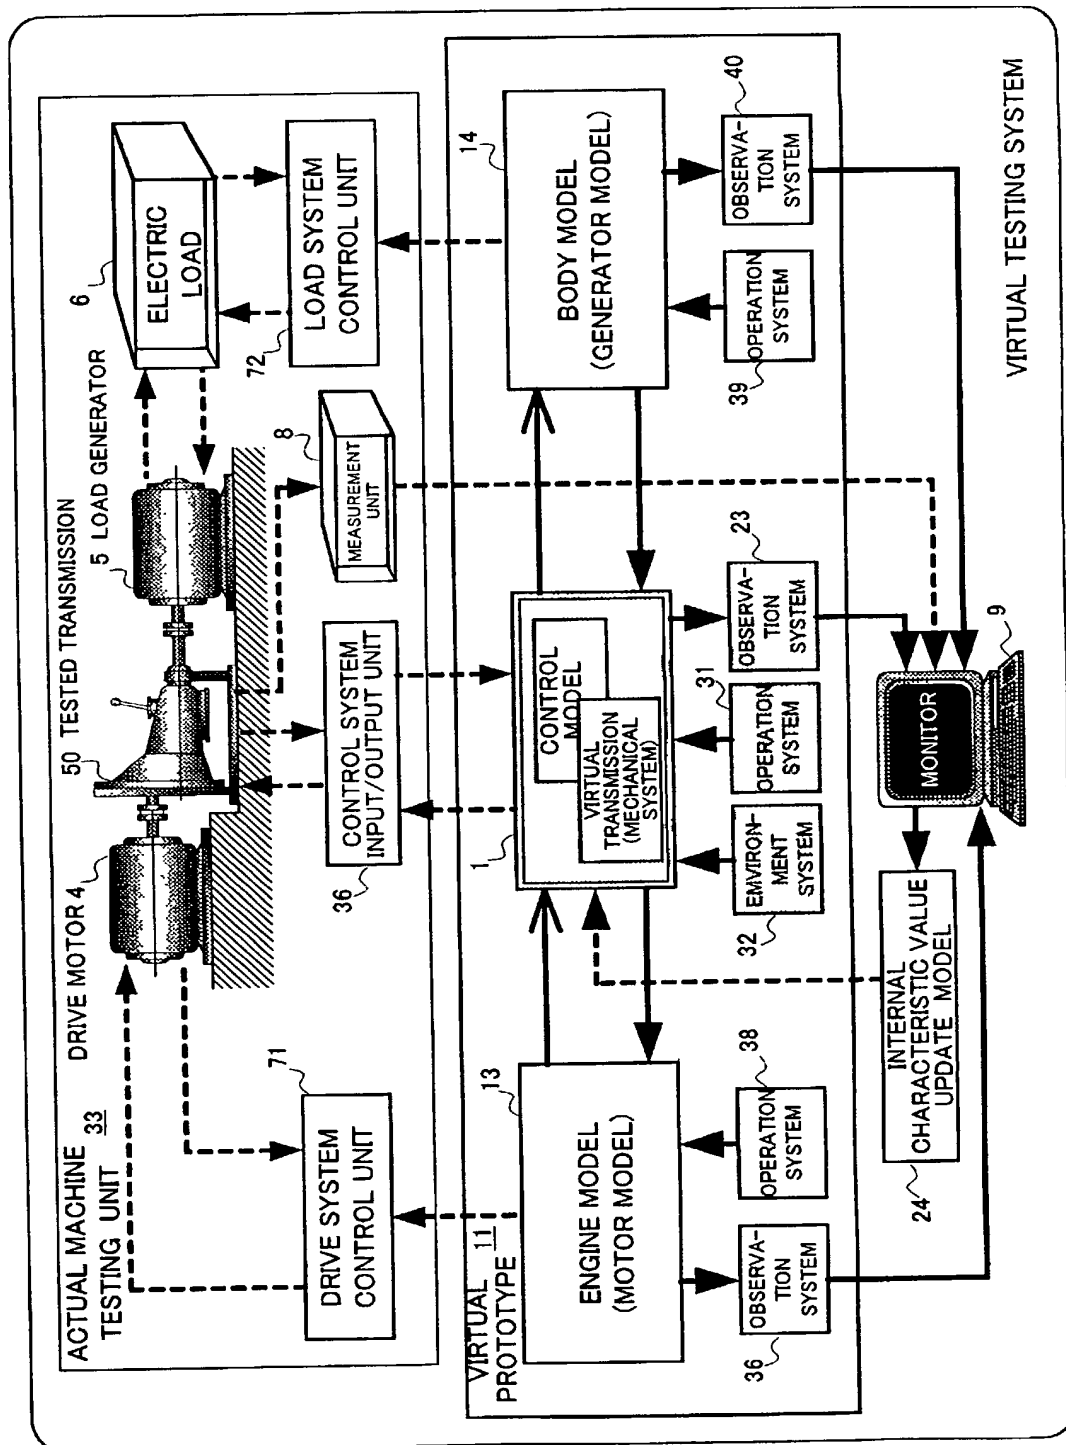 ACTUAL MACHINE
TESTING UNIT
33
DRIVE MOTOR 4
50 TESTED TRANSMISSION
5 LOAD GENERATOR
6
ELECTRIC
LOAD
71
DRIVE SYSTEM
CONTROL UNIT
36
CONTROL SYSTEM
INPUT/OUTPUT UNIT
8
MEASUREMENT
UNIT
72
LOAD SYSTEM
CONTROL UNIT
VIRTUAL
PROTOTYPE
11
13
ENGINE MODEL
(MOTOR MODEL)
1
CONTROL
MODEL
VIRTUAL
TRANSMISSION
(MECHANICAL
SYSTEM)
14
BODY MODEL
(GENERATOR MODEL)
36
OBSERVA-
TION
SYSTEM
38
OPERATION
SYSTEM
32
EMVIRON-
MENT
SYSTEM
31
OPERATION
SYSTEM
23
OBSERVA-
TION
SYSTEM
39
OPERATION
SYSTEM
40
OBSERVA-
TION
SYSTEM
24
INTERNAL
CHARACTERISTIC VALUE
UPDATE MODEL
MONITOR
9
VIRTUAL TESTING SYSTEM